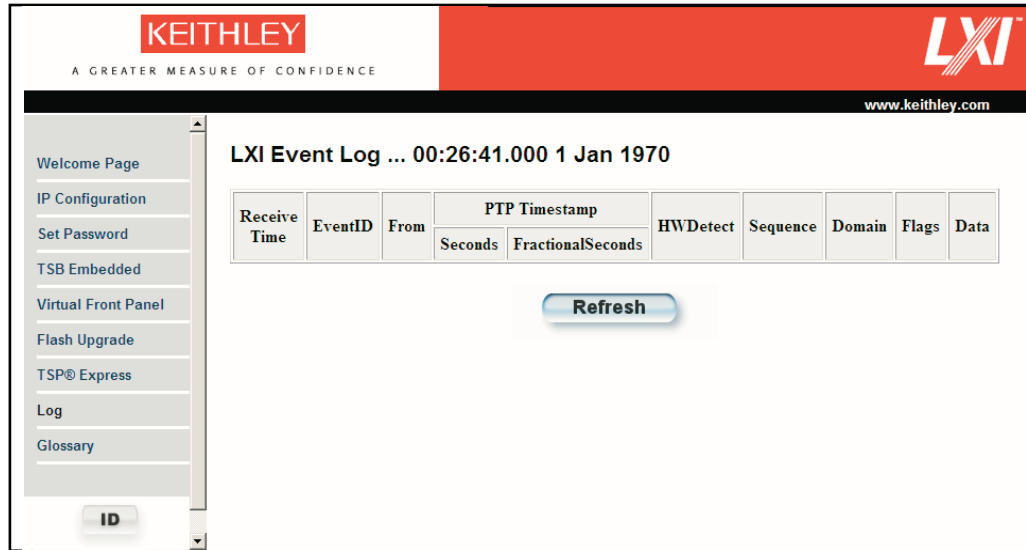 KEITHLEY
A GREATER MEASURE OF CONFIDENCE
LXI™
www.keithley.com
Welcome Page
IP Configuration
Set Password
TSB Embedded
Virtual Front Panel
Flash Upgrade
TSP® Express
Log
Glossary
ID
LXI Event Log ... 00:26:41.000 1 Jan 1970
Receive Time EventID From PTP Timestamp HWDetect Sequence Domain Flags Data
Seconds FractionalSeconds
Refresh